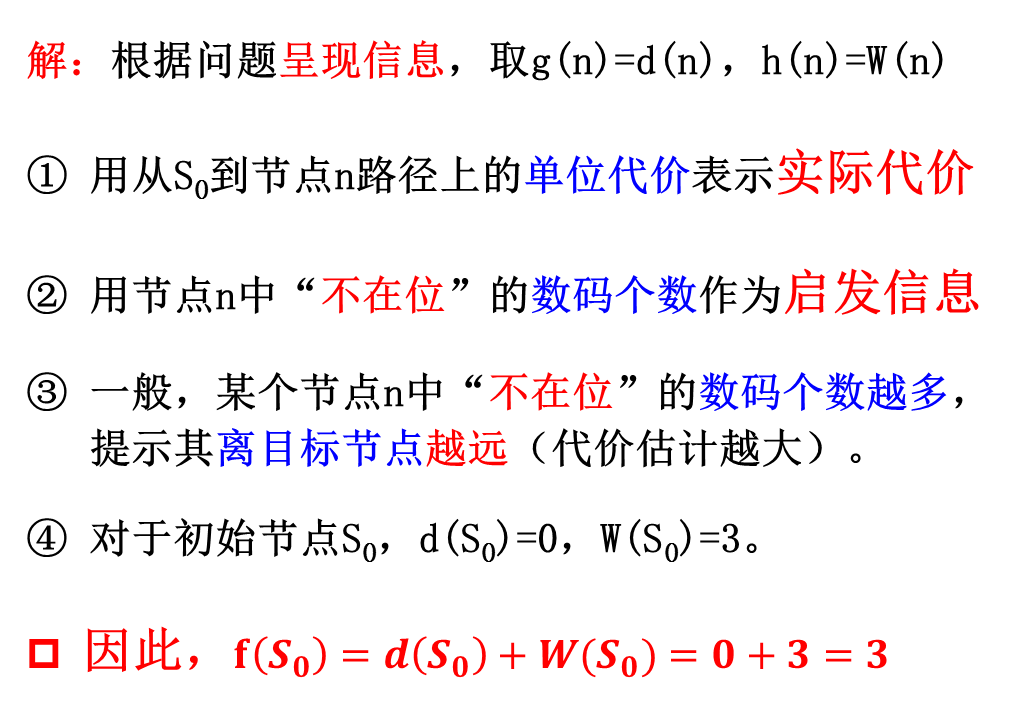 解：根据问题呈现信息，取g(n)=d(n)，h(n)=W(n)
① 用从S₀到节点n路径上的单位代价表示实际代价
② 用节点n中“不在位”的数码个数作为启发信息
③ 一般，某个节点n中“不在位”的数码个数越多，
提示其离目标节点越远（代价估计越大）。
④ 对于初始节点S₀，d(S₀)=0，W(S₀)=3。
因此，f(S₀) = d(S₀) + W(S₀) = 0 + 3 = 3